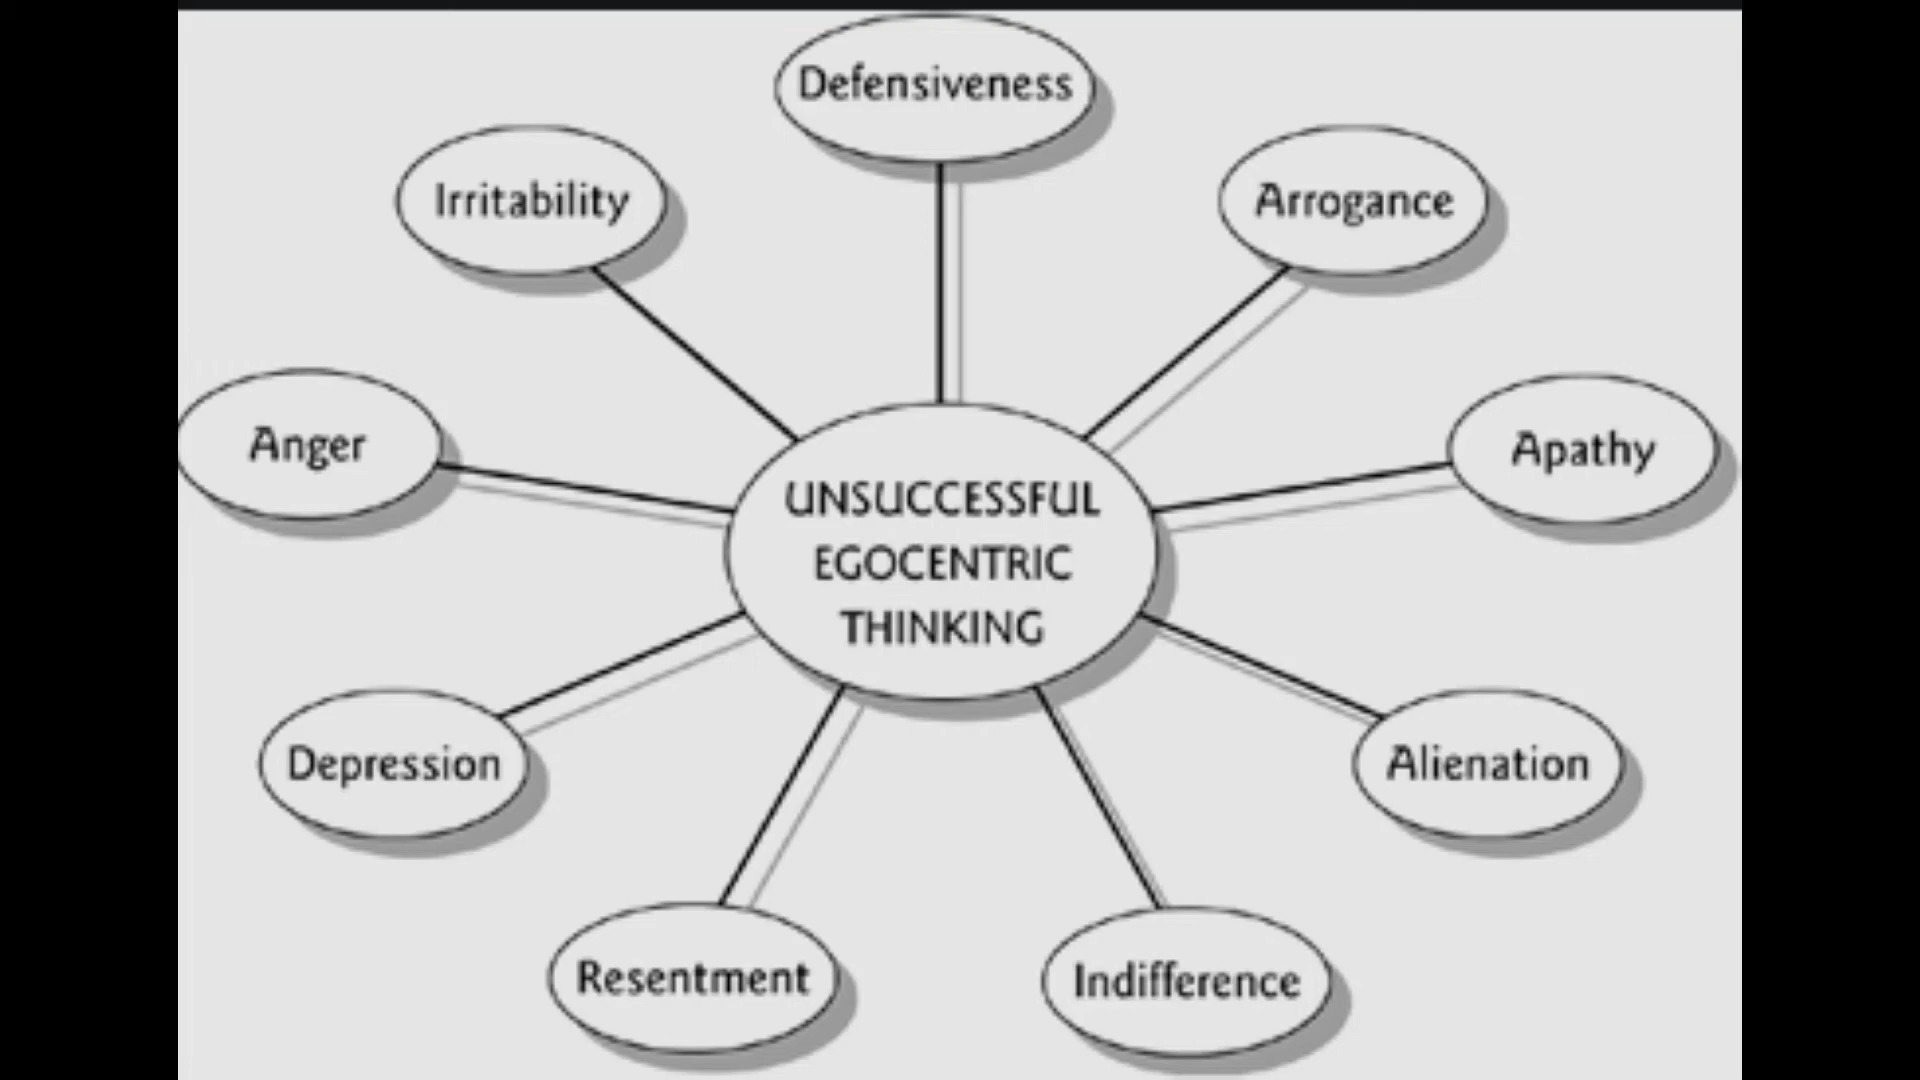 Defensiveness
Irritability
Arrogance
Anger
Apathy
UNSUCCESSFUL
EGOCENTRIC
THINKING
Depression
Alienation
Resentment
Indifference